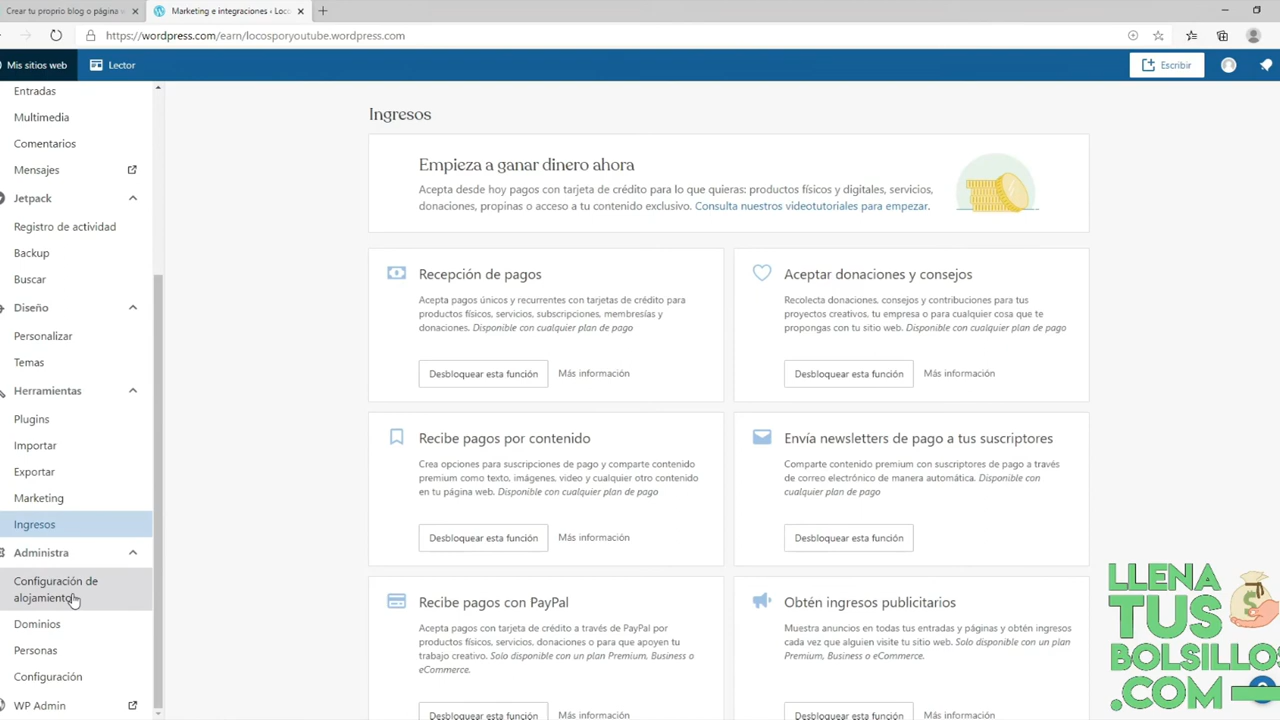 Crear tu propio blog o página v
Marketing e integraciones ‹ Loco
https://wordpress.com/earn/locosporyoutube.wordpress.com
Mis sitios web
Lector
Escribir
Entradas
Multimedia
Comentarios
Mensajes
Jetpack
Registro de actividad
Backup
Buscar
Diseño
Personalizar
Temas
Herramientas
Plugins
Importar
Exportar
Marketing
Ingresos
Administra
Configuración de
alojamiento
Dominios
Personas
Configuración
WP Admin
Ingresos
Empieza a ganar dinero ahora
Acepta desde hoy pagos con tarjeta de crédito para lo que quieras: productos físicos y digitales, servicios,
donaciones, propinas o acceso a tu contenido exclusivo. Consulta nuestros videotutoriales para empezar.
Recepción de pagos
Acepta pagos únicos y recurrentes con tarjetas de crédito para
productos físicos, servicios, subscripciones, membresías y
donaciones. Disponible con cualquier plan de pago
Desbloquear esta función
Más información
Aceptar donaciones y consejos
Recolecta donaciones, consejos y contribuciones para tus
proyectos creativos, tu empresa o para cualquier cosa que te
propongas con tu sitio web. Disponible con cualquier plan de pago
Desbloquear esta función
Más información
Recibe pagos por contenido
Crea opciones para suscripciones de pago y comparte contenido
premium como texto, imágenes, video y cualquier otro contenido
en tu página web. Disponible con cualquier plan de pago
Desbloquear esta función
Más información
Envía newsletters de pago a tus suscriptores
Comparte contenido premium con suscriptores de pago a través
de correo electrónico de manera automática. Disponible con
cualquier plan de pago
Desbloquear esta función
Recibe pagos con PayPal
Acepta pagos con tarjeta de crédito a través de PayPal por
productos físicos, servicios, donaciones o para que apoyen tu
trabajo creativo. Solo disponible con un plan Premium, Business o
eCommerce.
Desbloquear esta función
Más información
Obtén ingresos publicitarios
Muestra anuncios en todas tus entradas y páginas y obtén ingresos
cada vez que alguien visite tu sitio web. Solo disponible con un plan
Premium, Business o eCommerce.
Desbloquear esta función
Más información
LLENA
TUS
BOLSILLOS
.COM